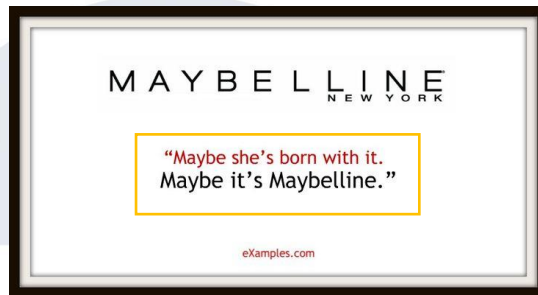 MAYBELLINE
NEW YORK
“Maybe she’s born with it.
Maybe it’s Maybelline.”
eXamples.com